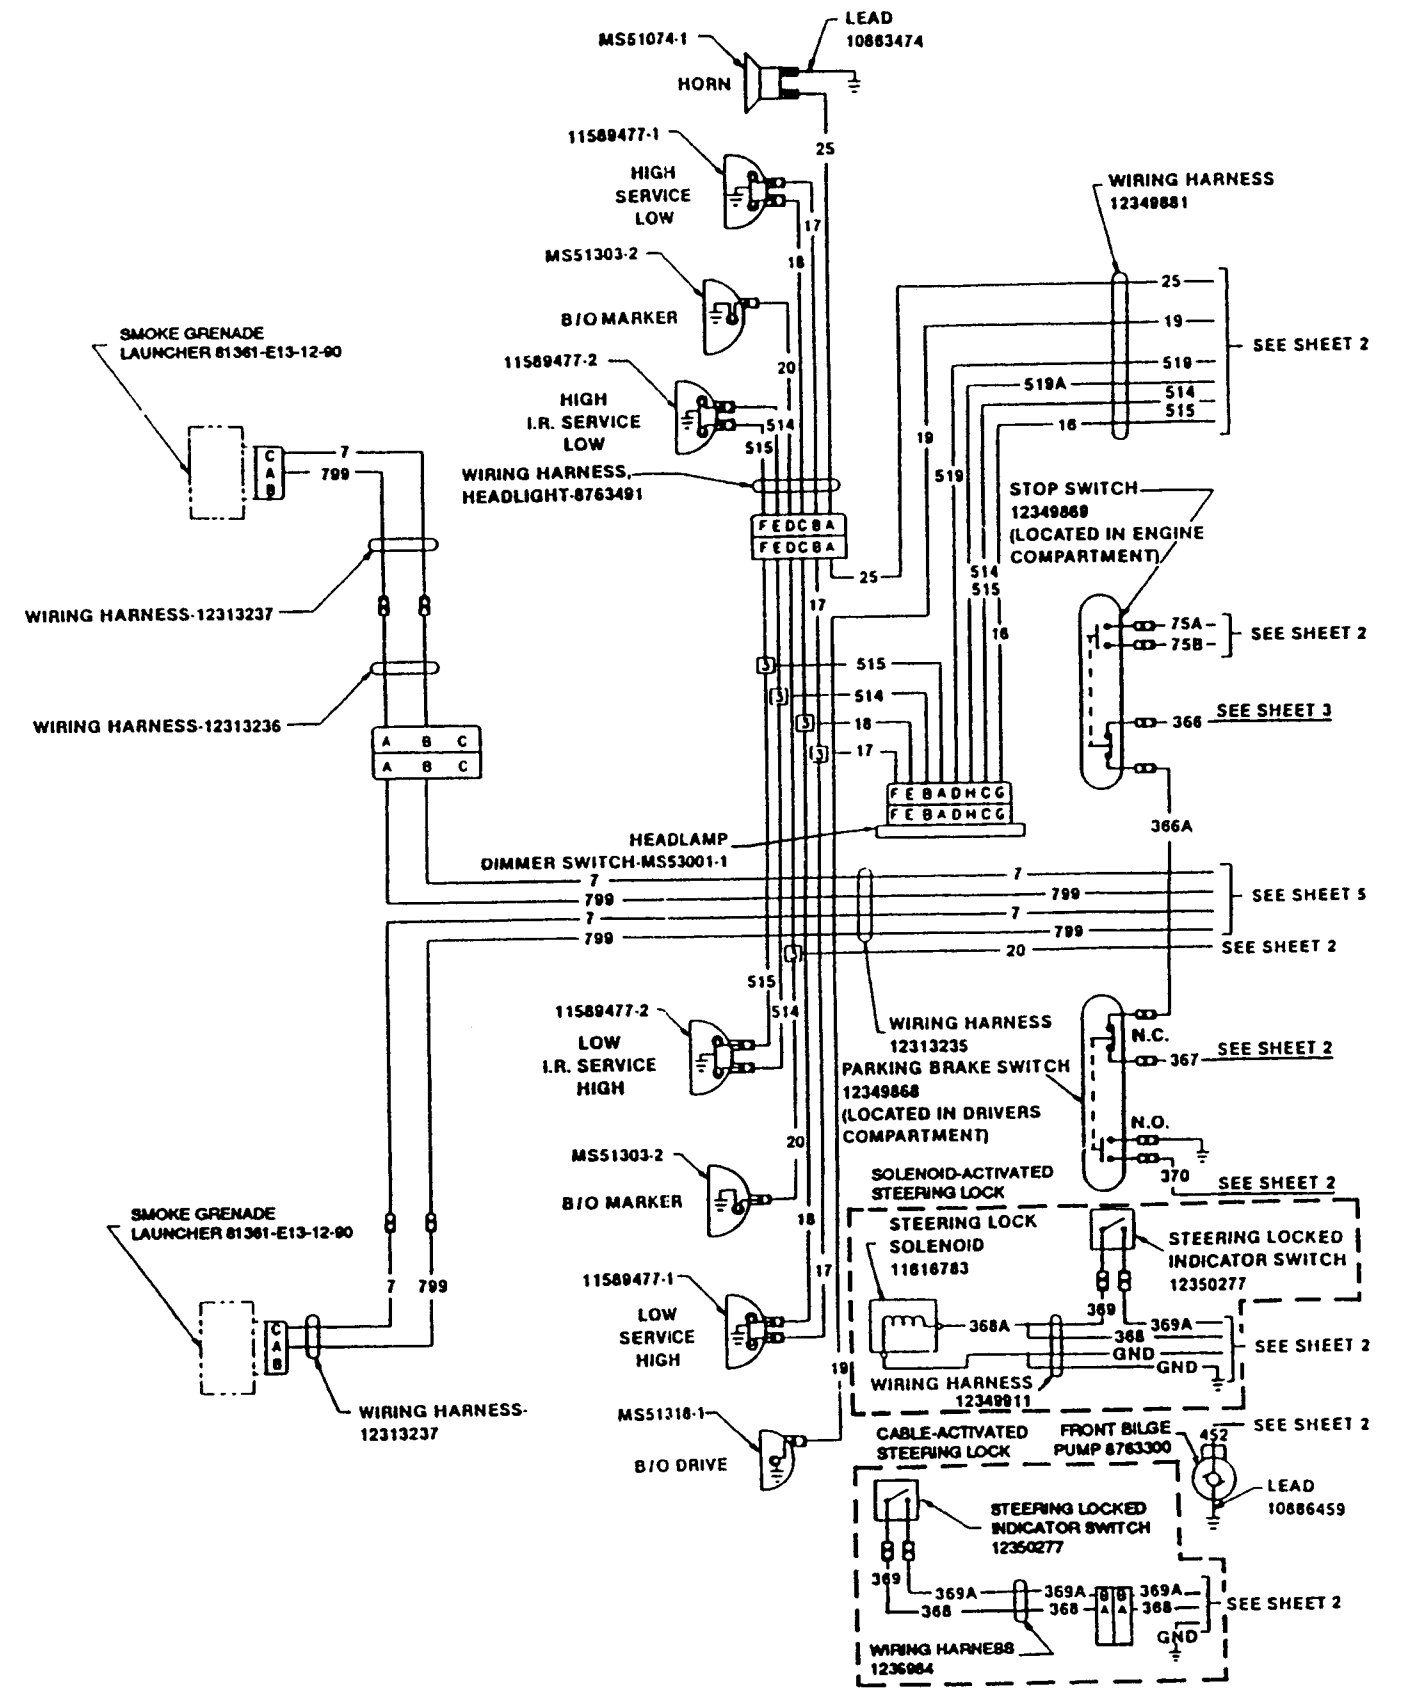 MS51074-1
LEAD
10863474
HORN
25
11589477-1
HIGH
SERVICE
LOW
17
18
WIRING HARNESS
12349881
MS51303-2
B/O MARKER
20
25
19
519
519A
514
515
16
SEE SHEET 2
SMOKE GRENADE
LAUNCHER 81361-E13-12-90
11589477-2
HIGH
I.R. SERVICE
LOW
514
515
C
A
B
7
799
WIRING HARNESS,
HEADLIGHT-8763491
F E D C B A
F E D C B A
25
17
19
519
514
515
16
STOP SWITCH
12349869
(LOCATED IN ENGINE
COMPARTMENT)
75A
75B
SEE SHEET 2
366
SEE SHEET 3
366A
WIRING HARNESS-12313237
WIRING HARNESS-12313236
A B C
A B C
515
514
18
17
F E B A D H C G
F E B A D H C G
HEADLAMP
DIMMER SWITCH-MS53001-1
7
799
7
799
7
799
7
799
SEE SHEET 5
20
SEE SHEET 2
515
514
WIRING HARNESS
12313235
11589477-2
LOW
I.R. SERVICE
HIGH
PARKING BRAKE SWITCH
12349868
(LOCATED IN DRIVERS
COMPARTMENT)
N.C.
367
SEE SHEET 2
N.O.
370
SEE SHEET 2
20
MS51303-2
B/O MARKER
18
17
SMOKE GRENADE
LAUNCHER 81361-E13-12-90
7
799
C
A
B
WIRING HARNESS-
12313237
11589477-1
LOW
SERVICE
HIGH
19
MS51318-1
B/O DRIVE
SOLENOID-ACTIVATED
STEERING LOCK
STEERING LOCK
SOLENOID
11616783
STEERING LOCKED
INDICATOR SWITCH
12350277
369
368A
369A
368
GND
GND
SEE SHEET 2
WIRING HARNESS
12349911
CABLE-ACTIVATED
STEERING LOCK
FRONT BILGE
PUMP 8763300
452
SEE SHEET 2
LEAD
10886459
STEERING LOCKED
INDICATOR SWITCH
12350277
369
369A
368
369A
368
B B
A A
369A
368
GND
SEE SHEET 2
WIRING HARNESS
1236984